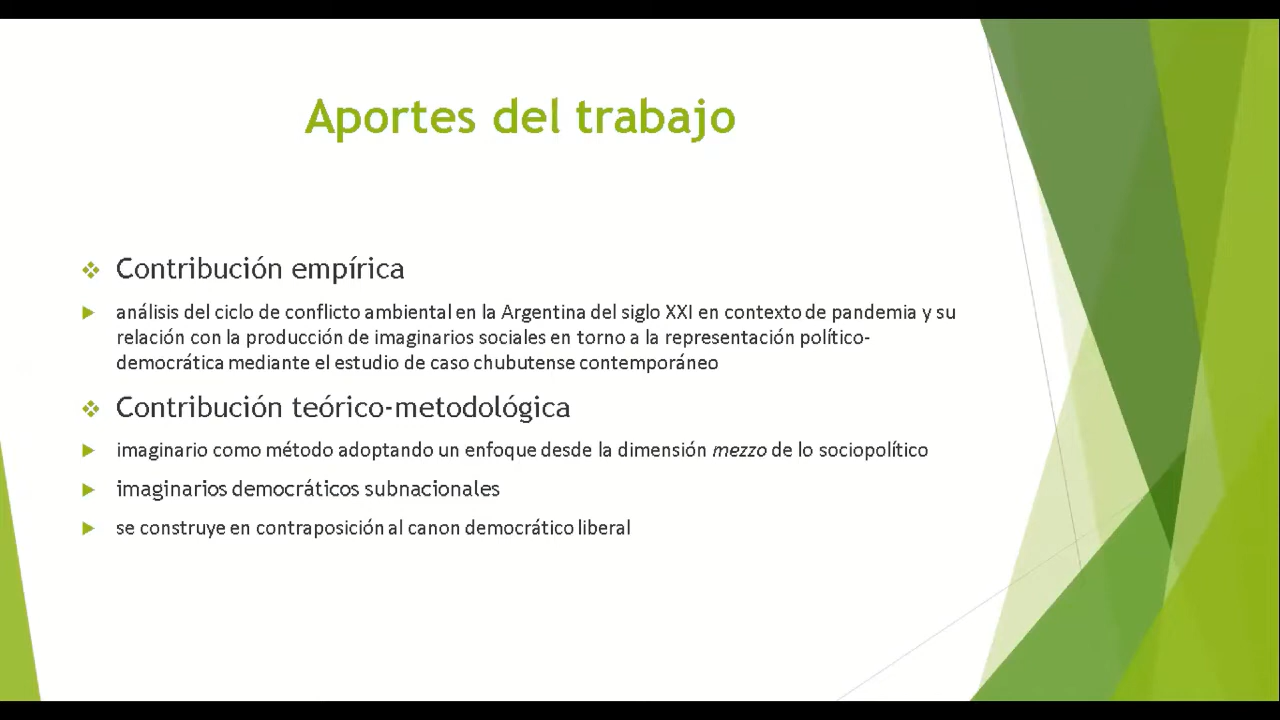 Aportes del trabajo
Contribución empírica
análisis del ciclo de conflicto ambiental en la Argentina del siglo XXI en contexto de pandemia y su
relación con la producción de imaginarios sociales en torno a la representación político-
democrática mediante el estudio de caso chubutense contemporáneo
Contribución teórico-metodológica
imaginario como método adoptando un enfoque desde la dimensión mezzo de lo sociopolítico
imaginarios democráticos subnacionales
se construye en contraposición al canon democrático liberal